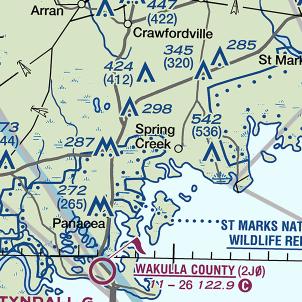 447
Arran
(422)
Crawfordville
345
285
(320)
St Mark
424
(412)
298
542
(536)
Spring
Creek
287
272
(265)
Panacea
ST MARKS NAT
WILDLIFE RE
WAKULLA COUNTY (2J0)
11 - 26 122.9 C
TYNDALL G